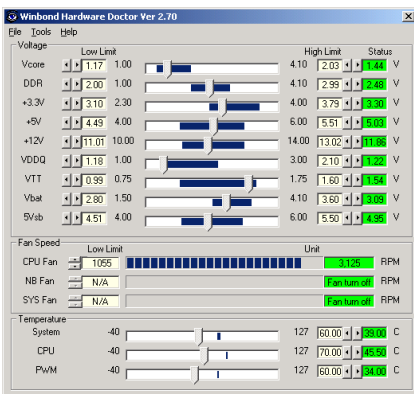 Winbond Hardware Doctor Ver 2.70
File Tools Help
Voltage
Low Limit High Limit Status
Vcore 1.17 1.00 4.10 2.03 1.44 V
DDR 2.00 1.00 4.10 2.99 2.48 V
+3.3V 3.10 2.30 4.00 3.79 3.30 V
+5V 4.49 4.00 6.00 5.51 5.03 V
+12V 11.01 10.00 14.00 13.02 11.86 V
VDDQ 1.18 1.00 3.00 2.10 1.22 V
VTT 0.99 0.75 1.75 1.60 1.54 V
Vbat 2.80 1.50 4.10 3.60 3.09 V
5Vsb 4.51 4.00 6.00 5.50 4.95 V
Fan Speed
Low Limit Unit
CPU Fan 1055 3,125 RPM
NB Fan N/A Fan turn off RPM
SYS Fan N/A Fan turn off RPM
Temperature
System -40 127 60.00 39.00 C
CPU -40 127 70.00 45.50 C
PWM -40 127 60.00 34.00 C